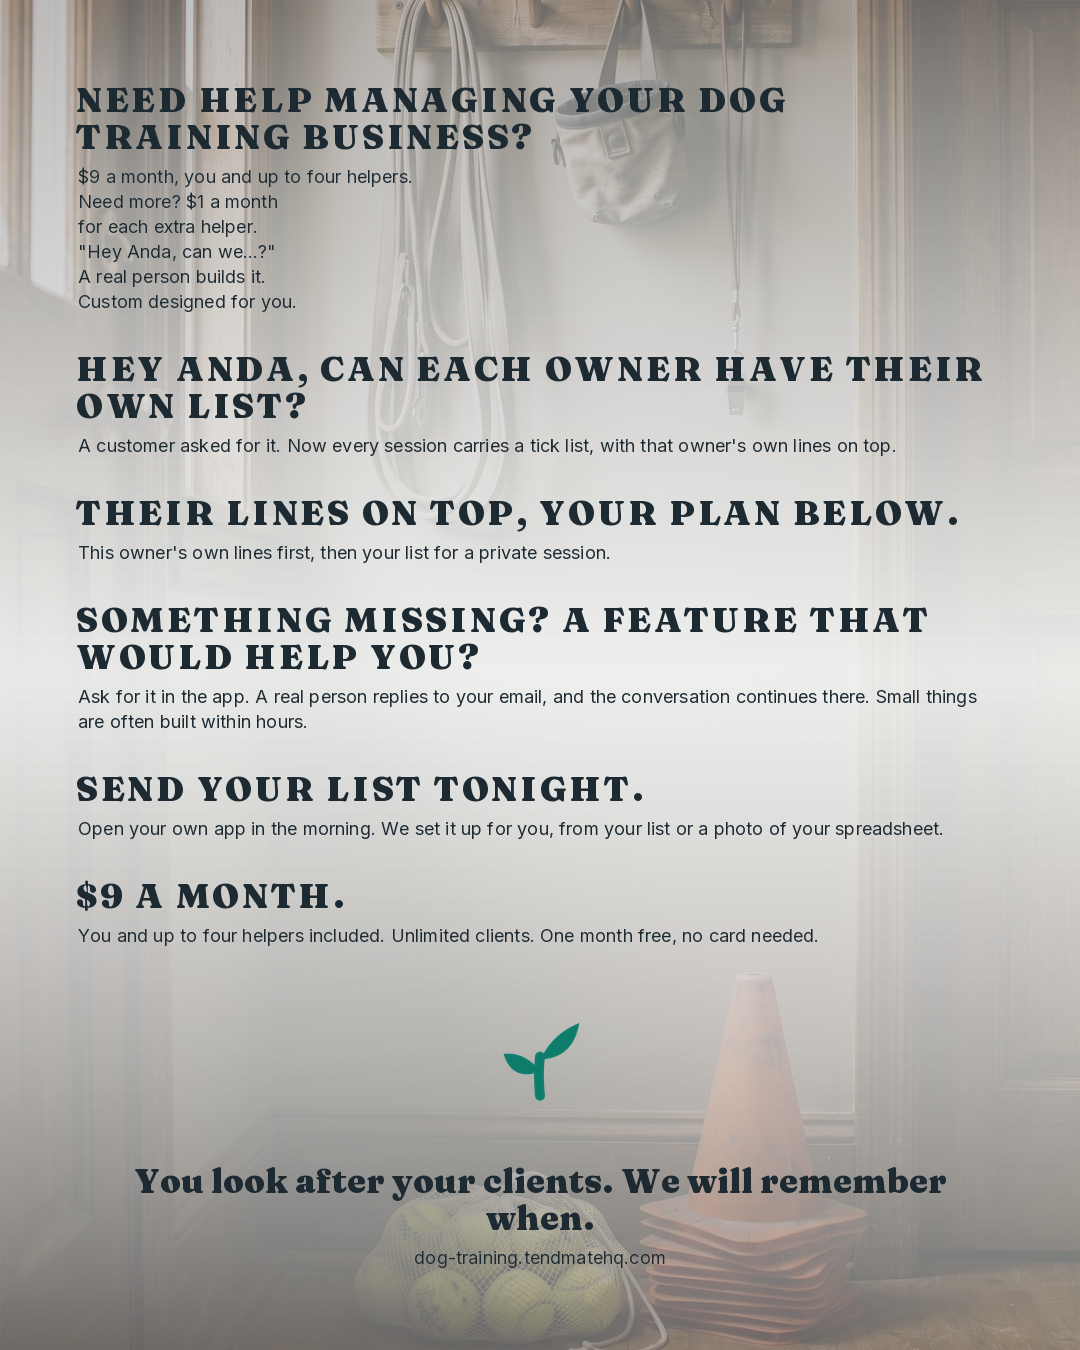 NEED HELP MANAGING YOUR DOG
TRAINING BUSINESS?
$9 a month, you and up to four helpers.
Need more? $1 a month
for each extra helper.
"Hey Anda, can we...?"
A real person builds it.
Custom designed for you.
HEY ANDA, CAN EACH OWNER HAVE THEIR
OWN LIST?
A customer asked for it. Now every session carries a tick list, with that owner's own lines on top.
THEIR LINES ON TOP, YOUR PLAN BELOW.
This owner's own lines first, then your list for a private session.
SOMETHING MISSING? A FEATURE THAT
WOULD HELP YOU?
Ask for it in the app. A real person replies to your email, and the conversation continues there. Small things
are often built within hours.
SEND YOUR LIST TONIGHT.
Open your own app in the morning. We set it up for you, from your list or a photo of your spreadsheet.
$9 A MONTH.
You and up to four helpers included. Unlimited clients. One month free, no card needed.
You look after your clients. We will remember
when.
dog-training.tendmatehq.com